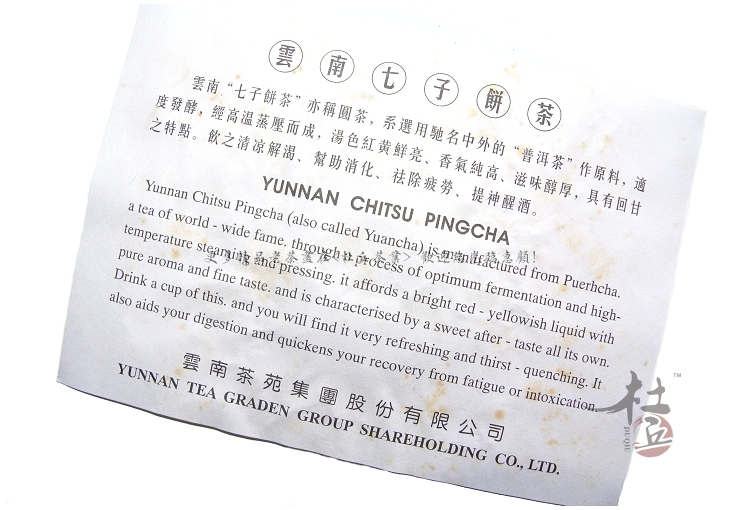 雲南七子餅茶
雲南“七子餅茶”亦稱圓茶，系選用馳名中外的“普洱茶”作原料，適
度發酵，經高温蒸壓而成，湯色紅黄鮮亮、香氣純高、滋味醇厚，具有回甘
之特點。飲之清凉解渴、幫助消化、祛除疲勞、提神醒酒。
YUNNAN CHITSU PINGCHA
Yunnan Chitsu Pingcha (also called Yuancha) is manufactured from Puerhcha.
a tea of world - wide fame. through a process of optimum fermentation and high-
temperature steaming and pressing. it affords a bright red - yellowish liquid with
pure aroma and fine taste. and is characterised by a sweet after - taste all its own.
Drink a cup of this. and you will find it very refreshing and thirst - quenching. It
also aids your digestion and quickens your recovery from fatigue or intoxication.
雲南茶苑集團股份有限公司
YUNNAN TEA GRADEN GROUP SHAREHOLDING CO., LTD.
杜
TM